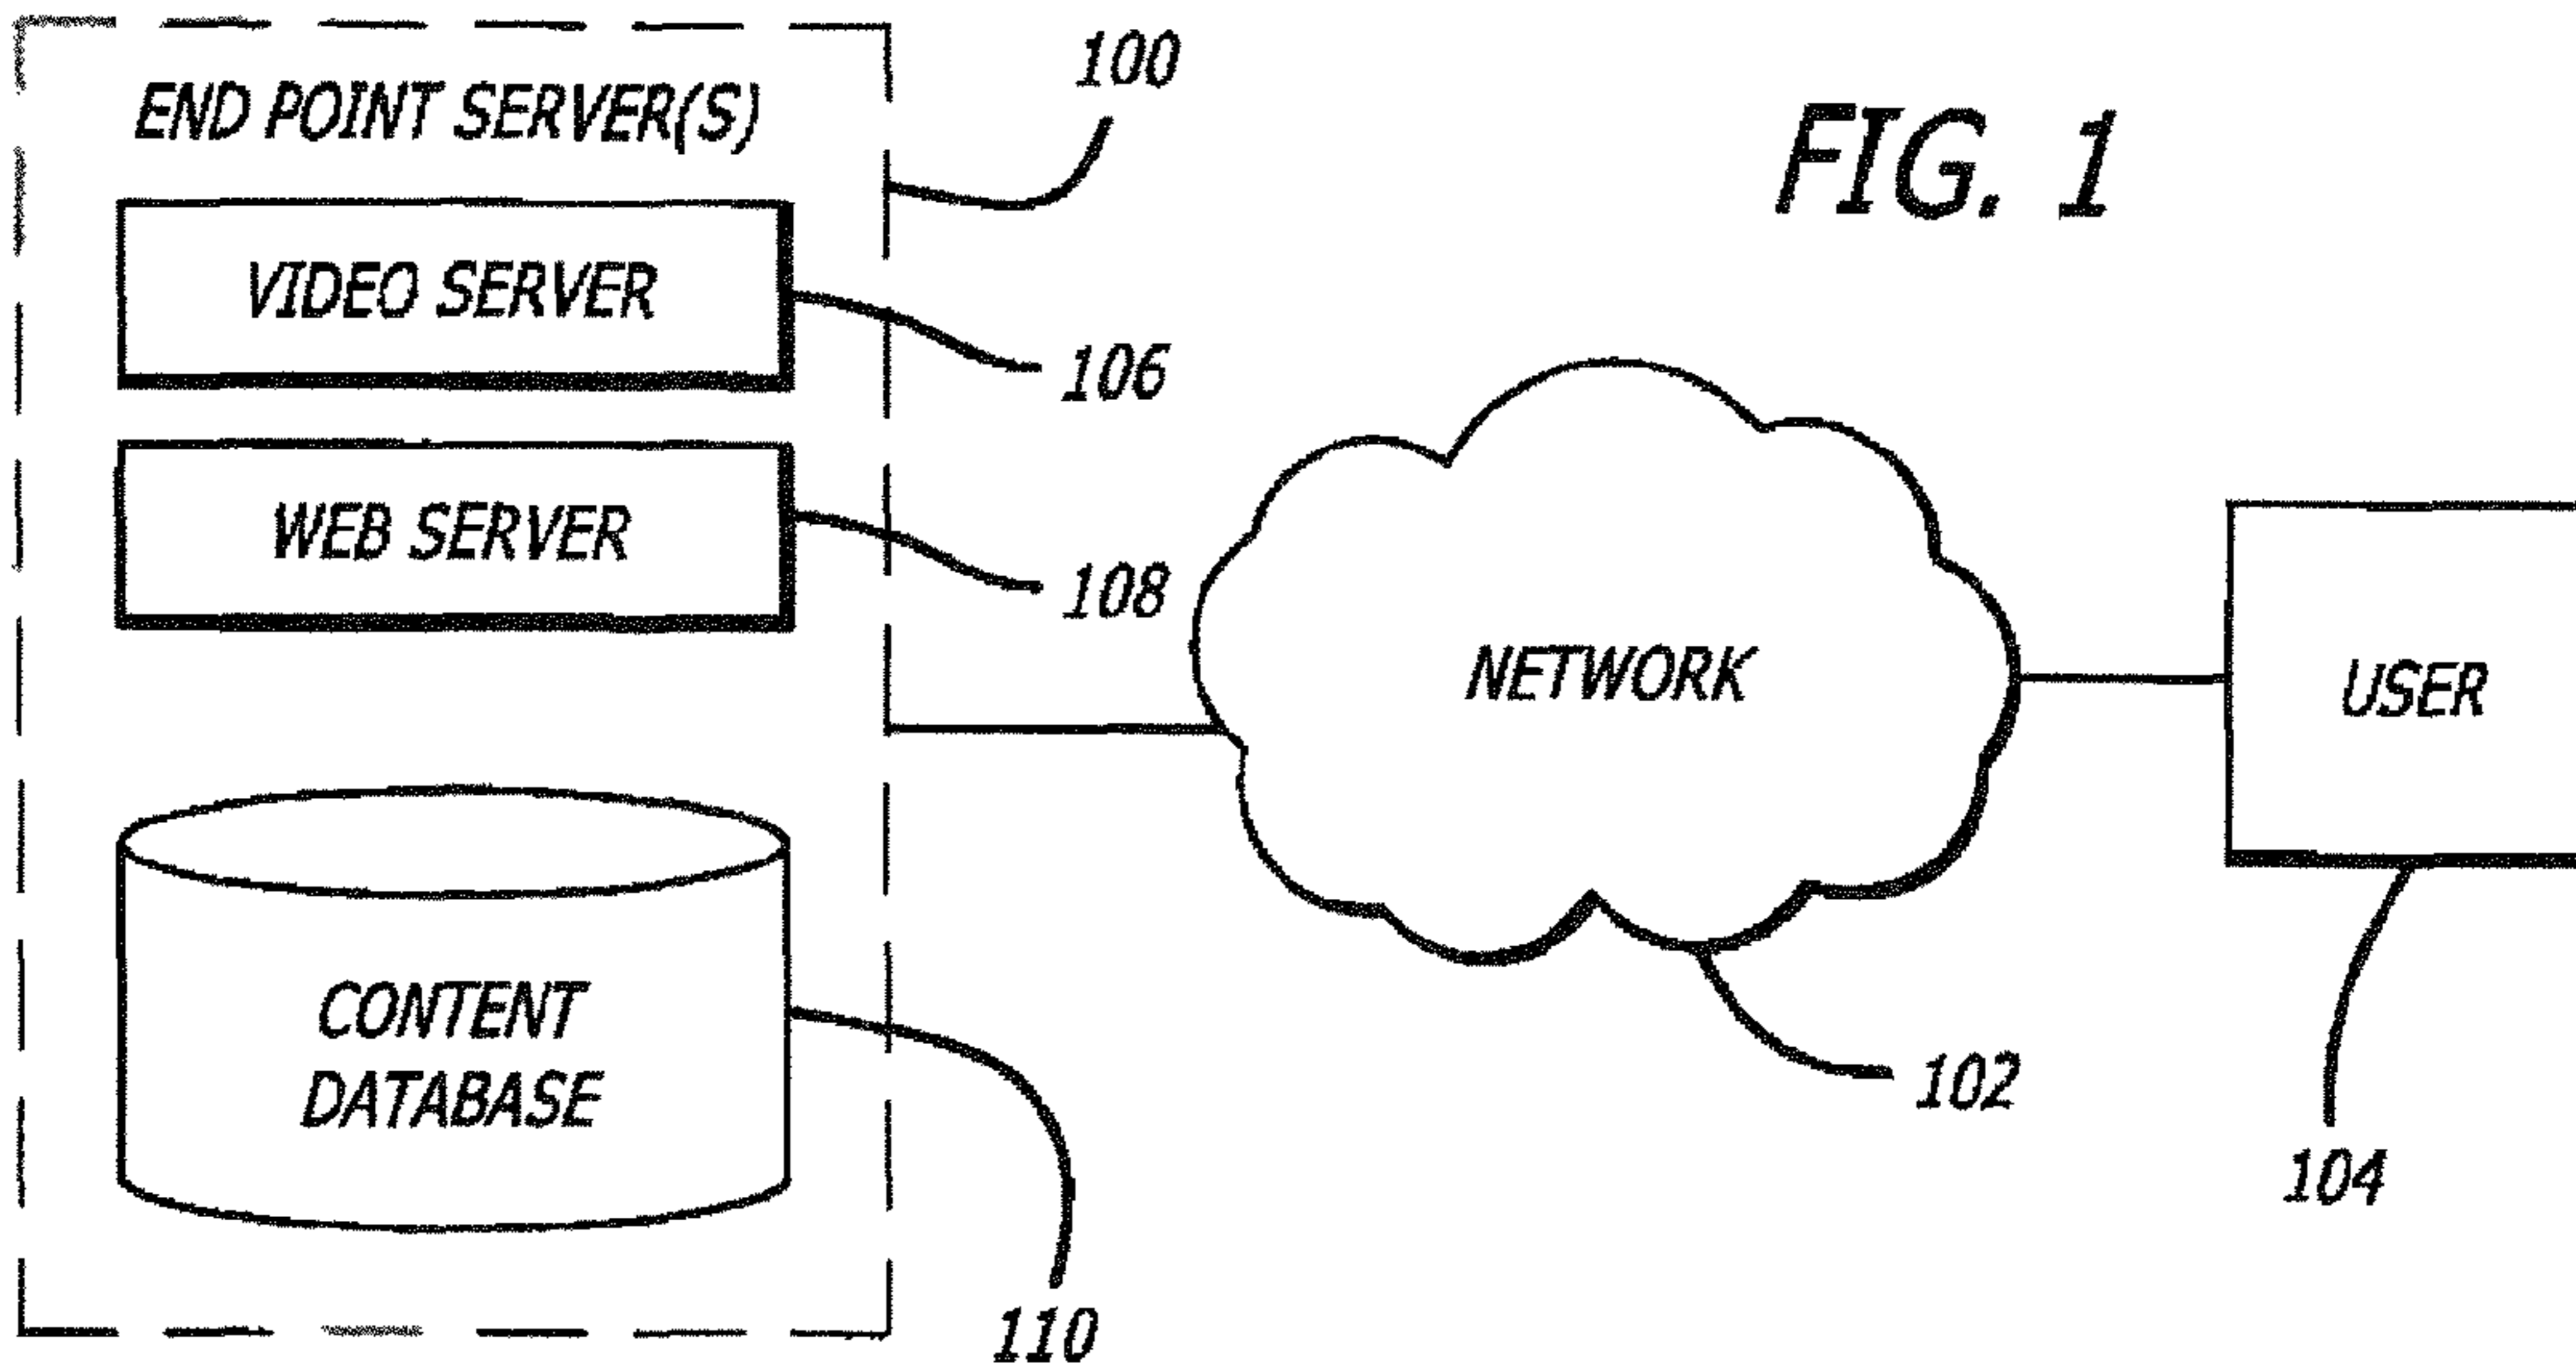 END POINT SERVER(S)
100
FIG. 1
VIDEO SERVER
106
WEB SERVER
108
NETWORK
USER
CONTENT
DATABASE
102
104
110